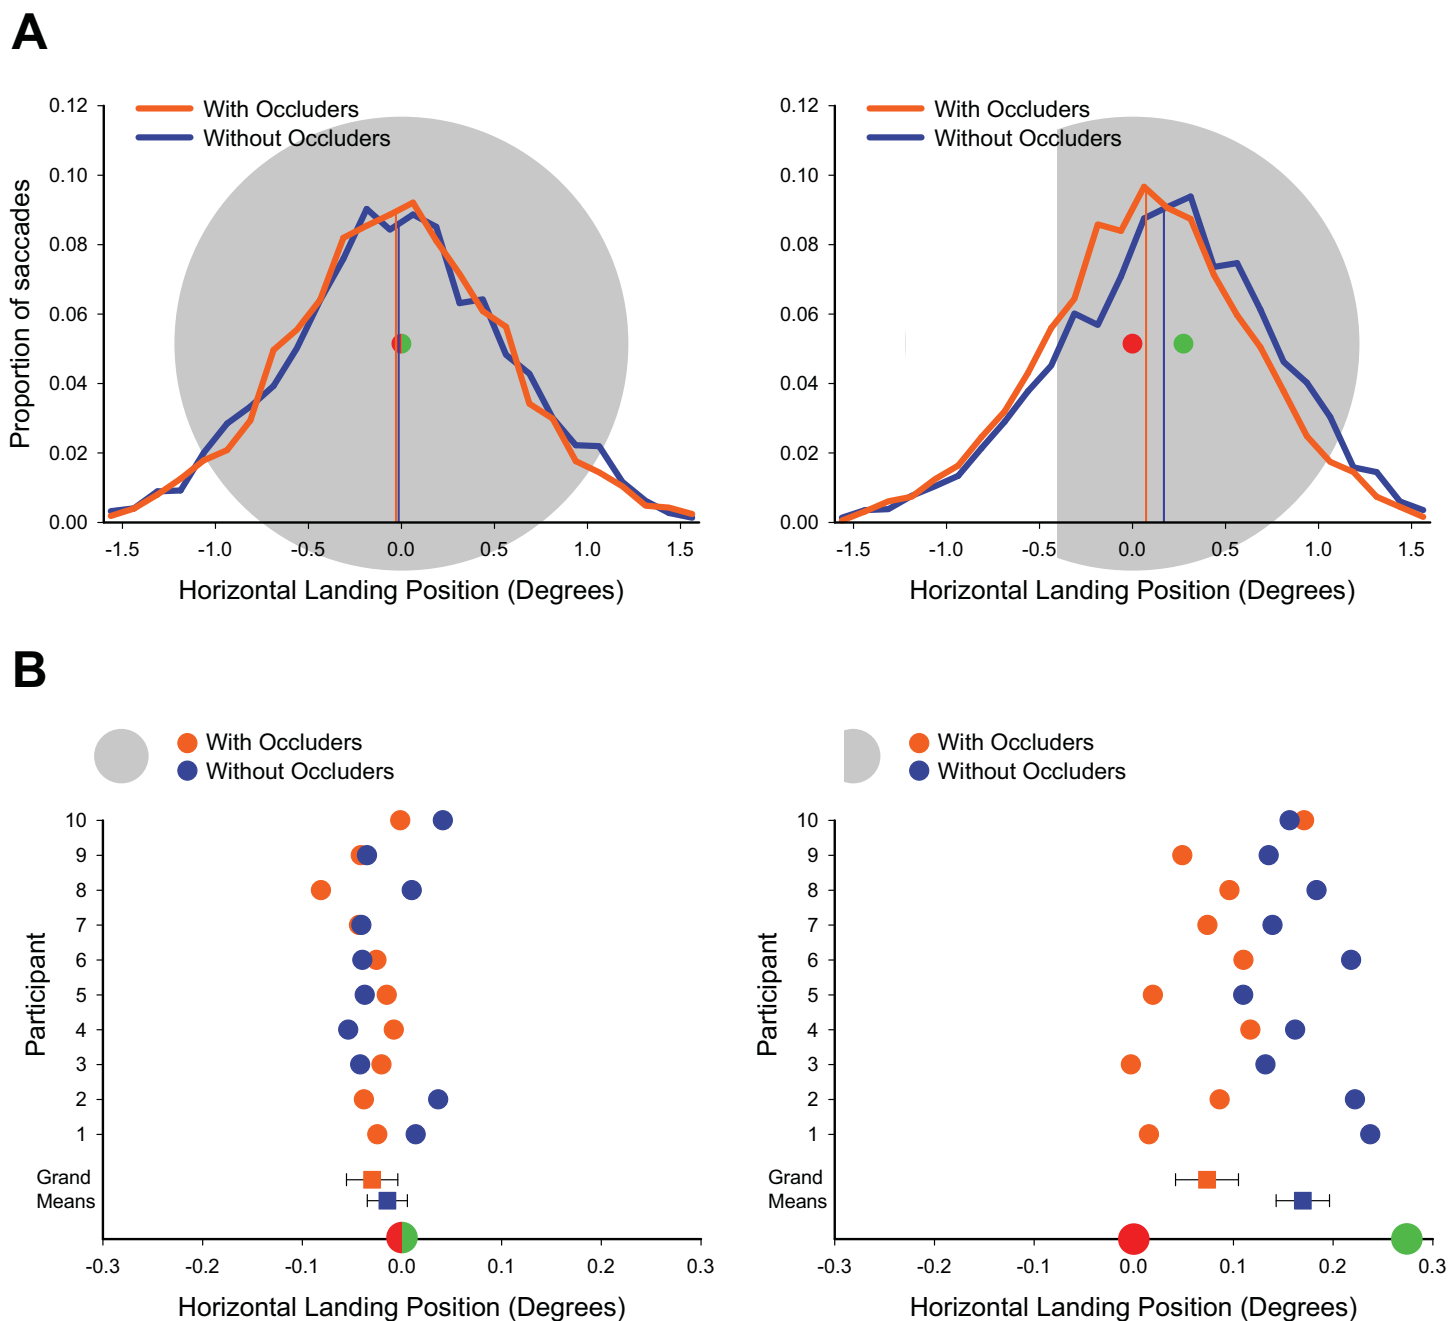 A
With Occluders
Without Occluders
0.12
0.10
0.08
0.06
0.04
0.02
0.00
Proportion of saccades
-1.5 -1.0 -0.5 0.0 0.5 1.0 1.5
Horizontal Landing Position (Degrees)
With Occluders
Without Occluders
0.12
0.10
0.08
0.06
0.04
0.02
0.00
-1.5 -1.0 -0.5 0.0 0.5 1.0 1.5
Horizontal Landing Position (Degrees)
B
With Occluders
Without Occluders
10
9
8
7
6
5
4
3
2
1
Participant
Grand
Means
-0.3 -0.2 -0.1 0.0 0.1 0.2 0.3
Horizontal Landing Position (Degrees)
With Occluders
Without Occluders
10
9
8
7
6
5
4
3
2
1
Participant
Grand
Means
-0.3 -0.2 -0.1 0.0 0.1 0.2 0.3
Horizontal Landing Position (Degrees)